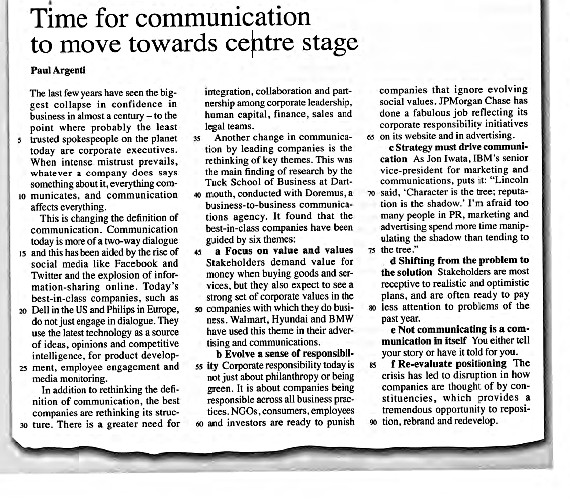 Time for communication
to move towards centre stage
Paul Argenti
The last few years have seen the big-
gest collapse in confidence in
business in almost a century – to the
point where probably the least
5 trusted spokespeople on the planet
today are corporate executives.
When intense mistrust prevails,
whatever a company does says
something about it, everything com-
10 municates, and communication
affects everything.
This is changing the definition of
communication. Communication
today is more of a two-way dialogue
15 and this has been aided by the rise of
social media like Facebook and
Twitter and the explosion of infor-
mation-sharing online. Today's
best-in-class companies, such as
20 Dell in the US and Philips in Europe,
do not just engage in dialogue. They
use the latest technology as a source
of ideas, opinions and competitive
intelligence, for product develop-
25 ment, employee engagement and
media monitoring.
In addition to rethinking the defi-
nition of communication, the best
companies are rethinking its struc-
30 ture. There is a greater need for
integration, collaboration and part-
nership among corporate leadership,
human capital, finance, sales and
legal teams.
35 Another change in communica-
tion by leading companies is the
rethinking of key themes. This was
the main finding of research by the
Tuck School of Business at Dart-
40 mouth, conducted with Doremus, a
business-to-business communica-
tions agency. It found that the
best-in-class companies have been
guided by six themes:
45 a Focus on value and values
Stakeholders demand value for
money when buying goods and ser-
vices, but they also expect to see a
strong set of corporate values in the
50 companies with which they do busi-
ness. Walmart, Hyundai and BMW
have used this theme in their adver-
tising and communications.
b Evolve a sense of responsibil-
55 ity Corporate responsibility today is
not just about philanthropy or being
green. It is about companies being
responsible across all business prac-
tices. NGOs, consumers, employees
60 and investors are ready to punish
companies that ignore evolving
social values. JPMorgan Chase has
done a fabulous job reflecting its
corporate responsibility initiatives
65 on its website and in advertising.
c Strategy must drive communi-
cation As Jon Iwata, IBM's senior
vice-president for marketing and
communications, puts it: “Lincoln
70 said, ‘Character is the tree; reputa-
tion is the shadow.’ I'm afraid too
many people in PR, marketing and
advertising spend more time manip-
ulating the shadow than tending to
75 the tree.”
d Shifting from the problem to
the solution Stakeholders are most
receptive to realistic and optimistic
plans, and are often ready to pay
80 less attention to problems of the
past year.
e Not communicating is a com-
munication in itself You either tell
your story or have it told for you.
85 f Re-evaluate positioning The
crisis has led to disruption in how
companies are thought of by con-
stituencies, which provides a
tremendous opportunity to reposi-
90 tion, rebrand and redevelop.